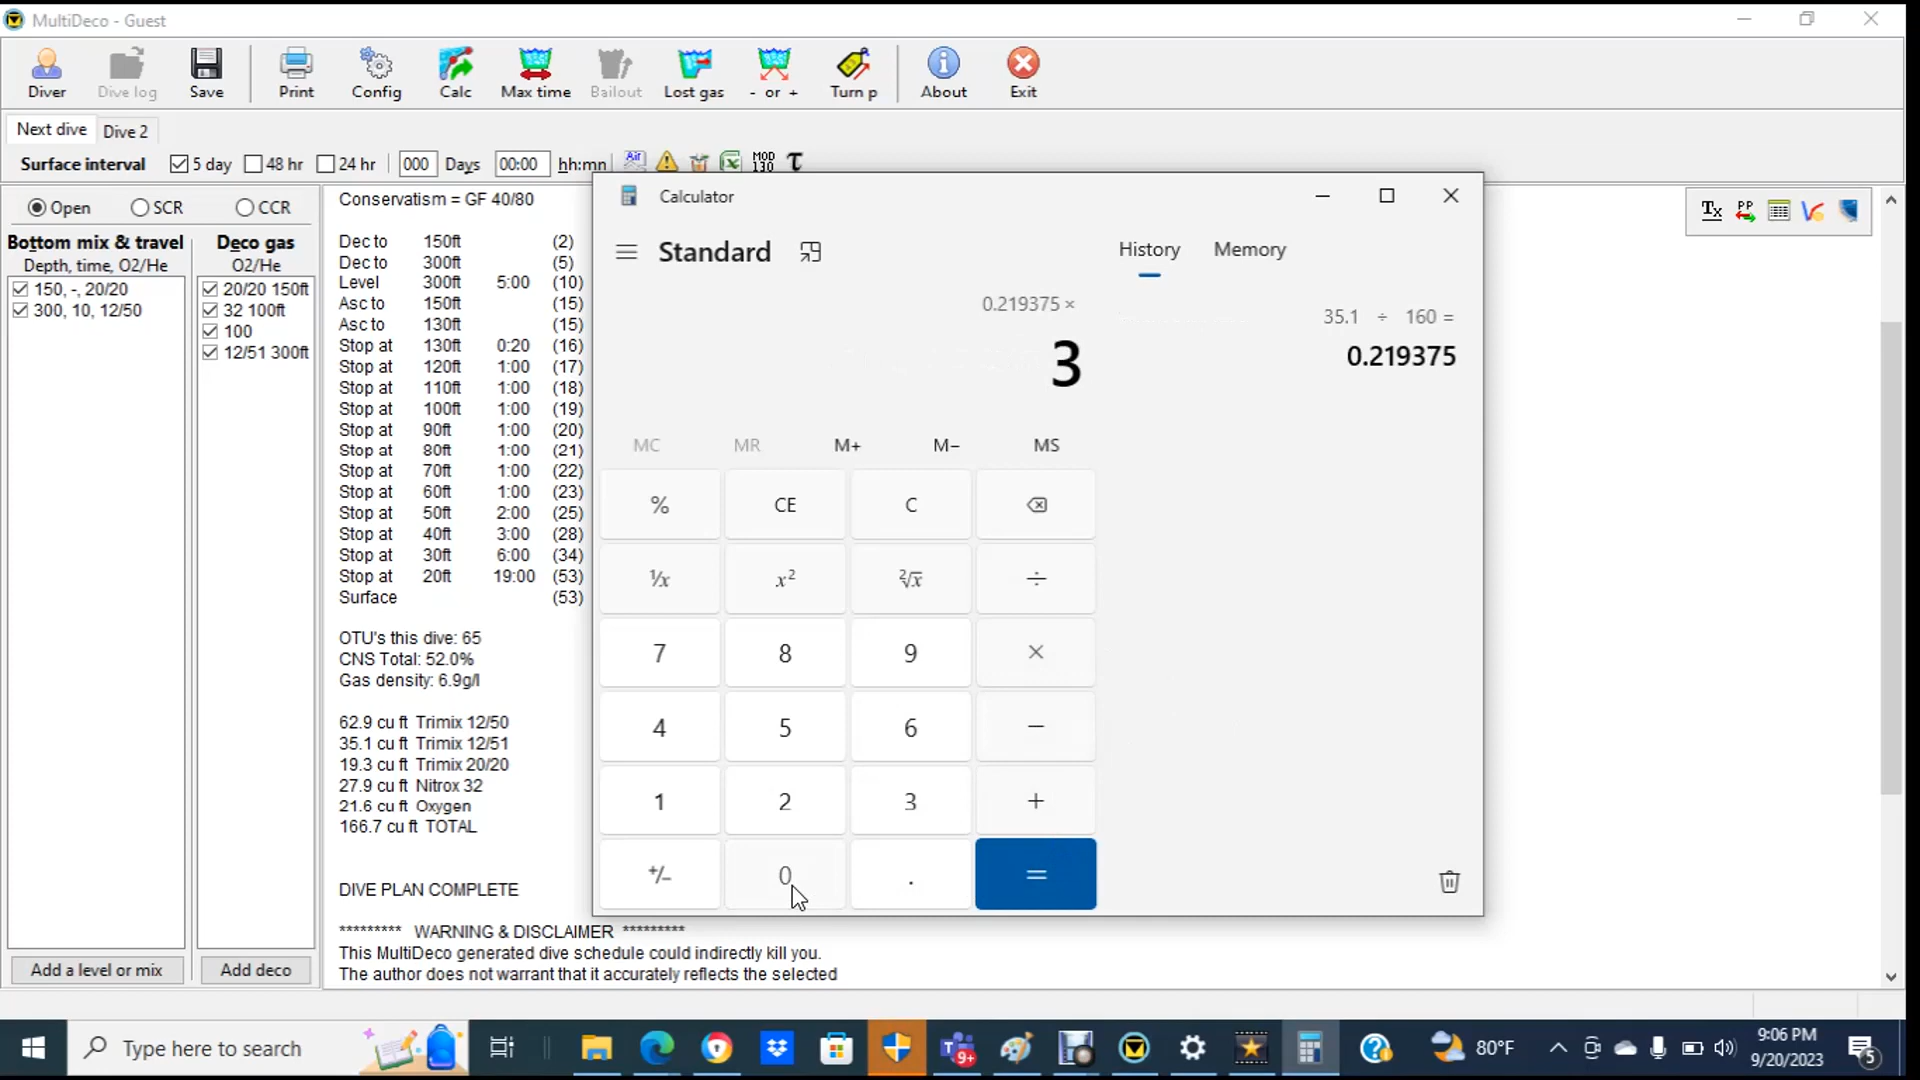 MultiDeco - Guest
Diver
Dive log
Save
Print
Config
Calc
Max time
Bailout
Lost gas
- or +
Turn p
About
Exit
Next dive
Dive 2
Surface interval
5 day
48 hr
24 hr
000
Days
00:00
hh:mn
Air
MOD
130
τ
Open
SCR
CCR
Bottom mix & travel
Depth, time, O2/He
150, -, 20/20
300, 10, 12/50
Add a level or mix
Deco gas
O2/He
20/20 150ft
32 100ft
100
12/51 300ft
Add deco
Conservatism = GF 40/80
Dec to 150ft (2)
Dec to 300ft (5)
Level 300ft 5:00 (10)
Asc to 150ft (15)
Asc to 130ft (15)
Stop at 130ft 0:20 (16)
Stop at 120ft 1:00 (17)
Stop at 110ft 1:00 (18)
Stop at 100ft 1:00 (19)
Stop at 90ft 1:00 (20)
Stop at 80ft 1:00 (21)
Stop at 70ft 1:00 (22)
Stop at 60ft 1:00 (23)
Stop at 50ft 2:00 (25)
Stop at 40ft 3:00 (28)
Stop at 30ft 6:00 (34)
Stop at 20ft 19:00 (53)
Surface (53)
OTU's this dive: 65
CNS Total: 52.0%
Gas density: 6.9g/l
62.9 cu ft Trimix 12/50
35.1 cu ft Trimix 12/51
19.3 cu ft Trimix 20/20
27.9 cu ft Nitrox 32
21.6 cu ft Oxygen
166.7 cu ft TOTAL
DIVE PLAN COMPLETE
********* WARNING & DISCLAIMER *********
This MultiDeco generated dive schedule could indirectly kill you.
The author does not warrant that it accurately reflects the selected
Tx
PP
Calculator
Standard
0.219375 ×
3
MC MR M+ M− MS
% CE C
⅟x x² ²√x ÷
7 8 9 ×
4 5 6 −
1 2 3 +
+/− 0 . =
History
Memory
35.1 ÷ 160 =
0.219375
Type here to search
9+
80°F
9:06 PM
9/20/2023
5